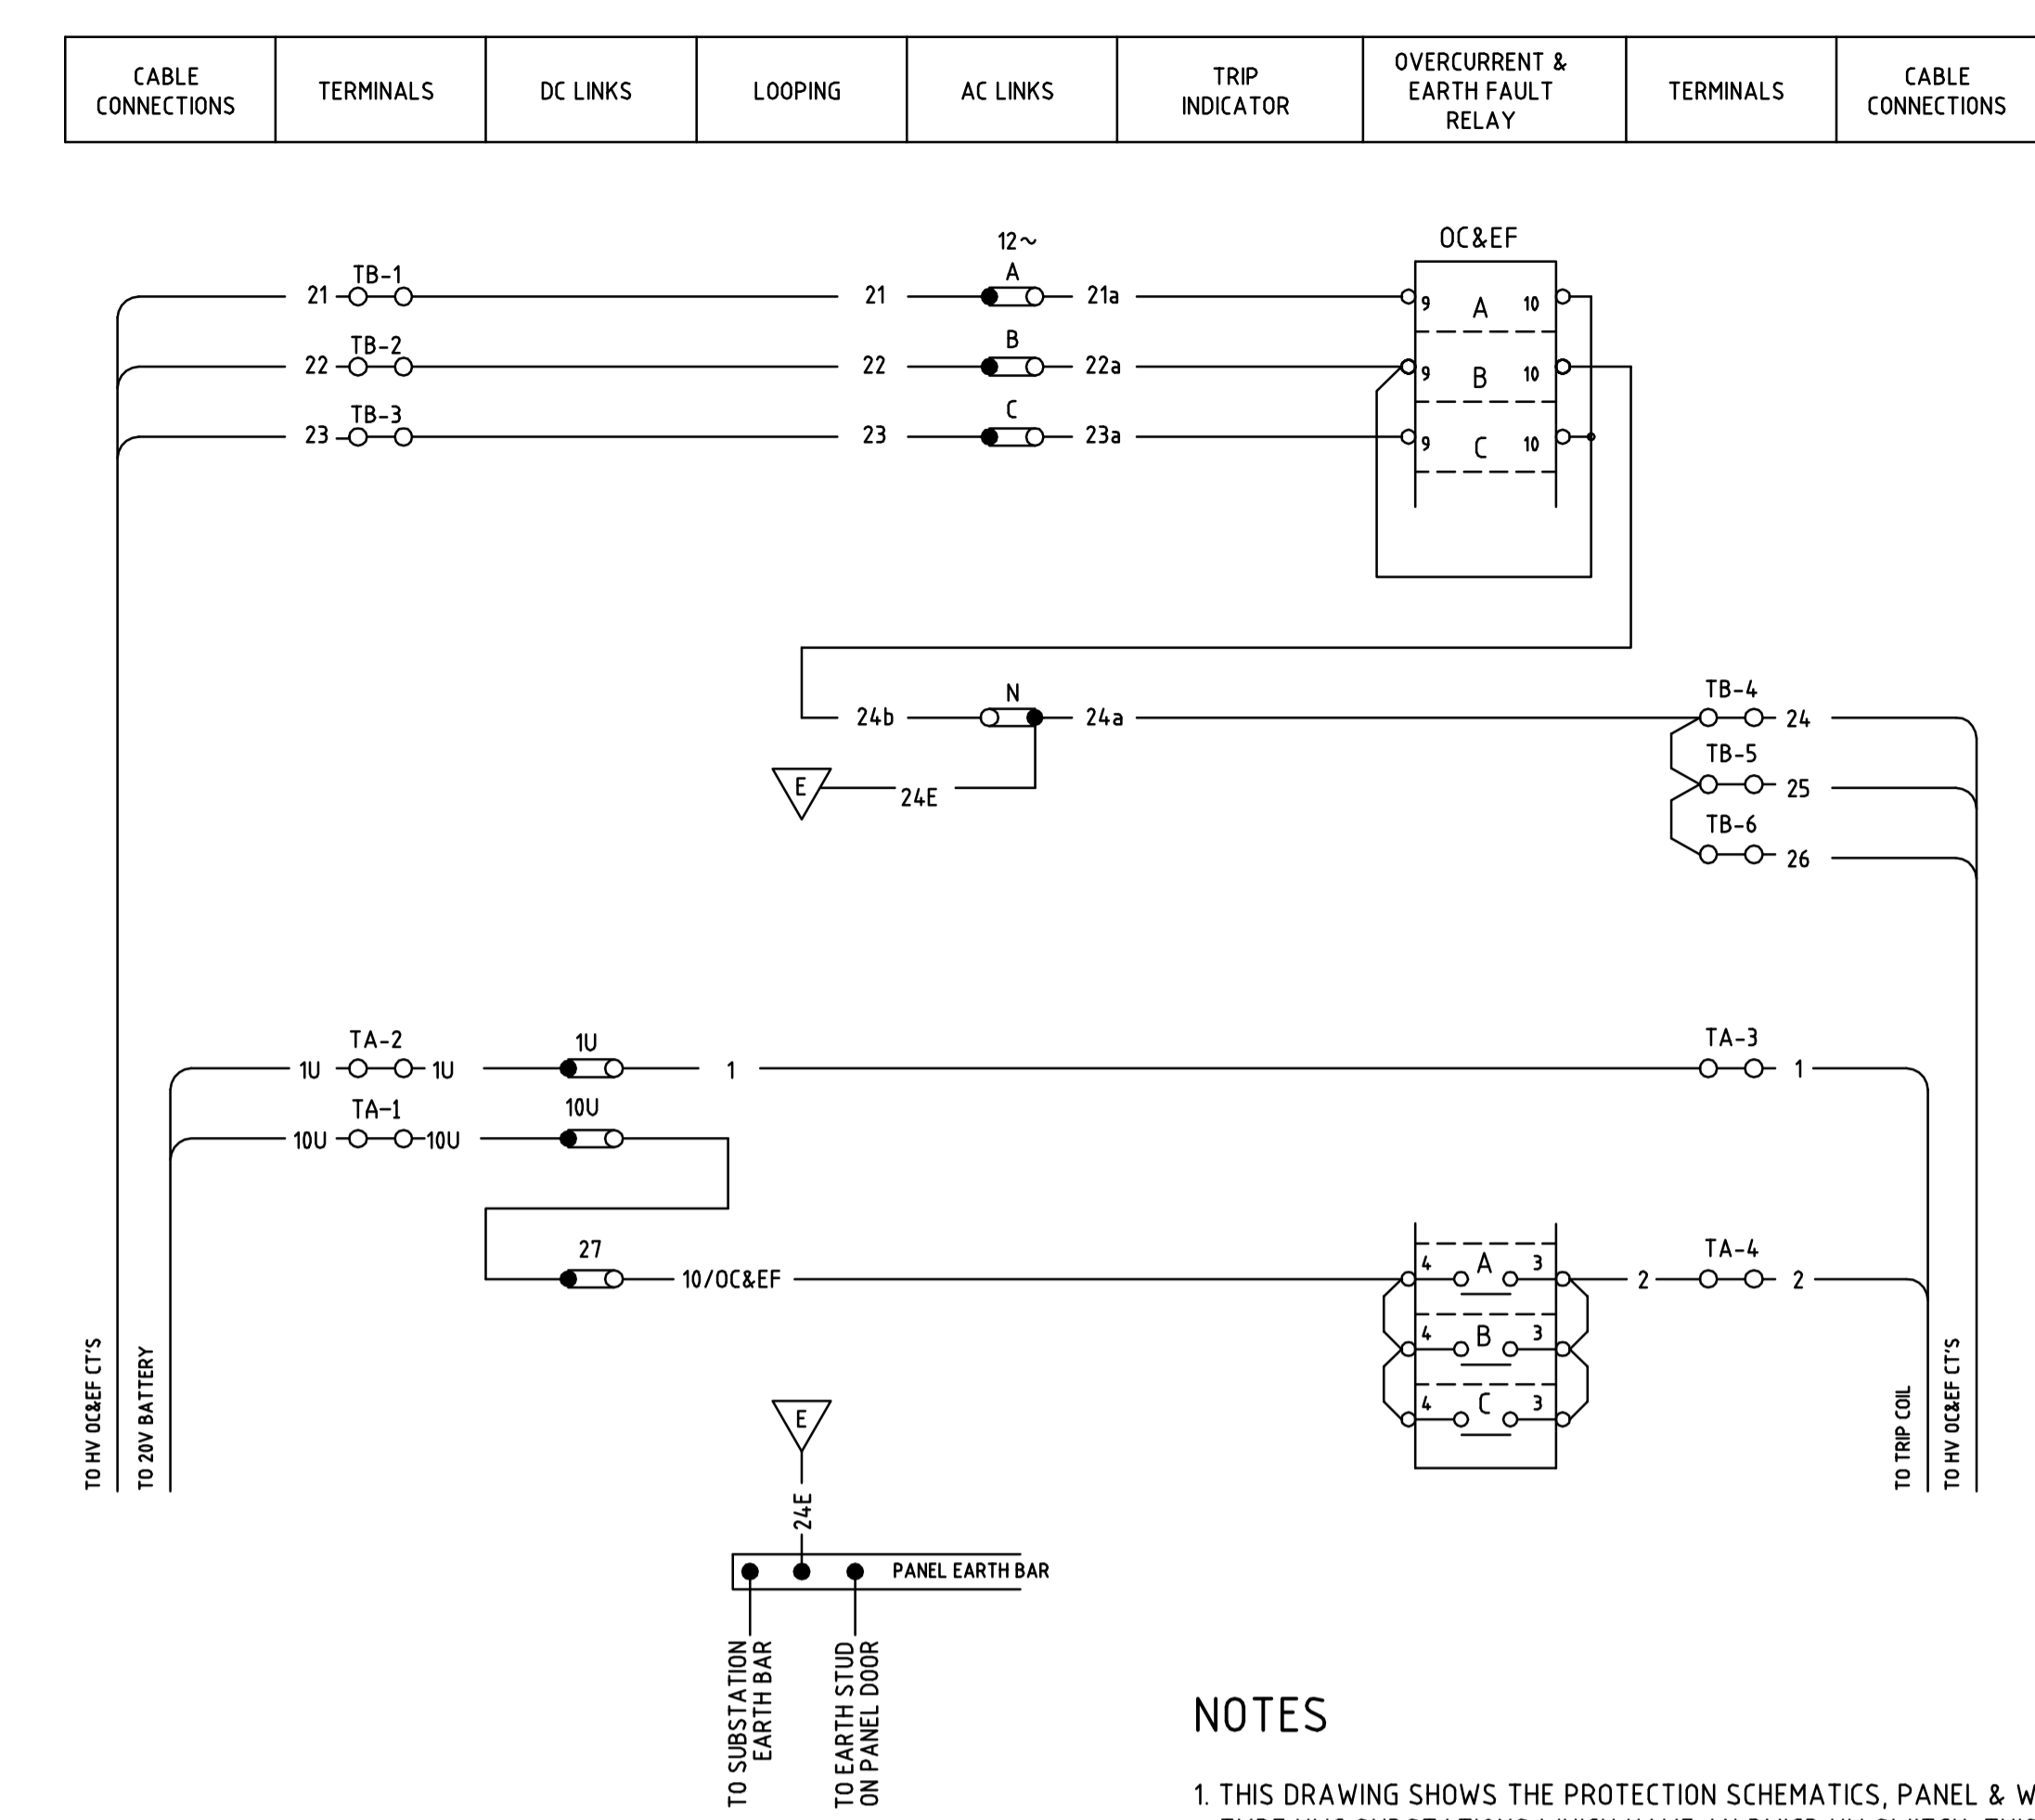 CABLE
CONNECTIONS
TERMINALS
DC LINKS
LOOPING
AC LINKS
TRIP
INDICATOR
OVERCURRENT &
EARTH FAULT
RELAY
TERMINALS
CABLE
CONNECTIONS
12~
OC&EF
TB-1
A
21
21
21a
9 A 10
TB-2
B
22
22
22a
9 B 10
TB-3
C
23
23
23a
9 C 10
N
TB-4
24b
24a
24
TB-5
E
24E
25
TB-6
26
TA-2
1U
TA-3
1U
1U
1
1
TA-1
10U
10U
10U
27
TA-4
10/OC&EF
4 A 3
2
2
4 B 3
4 C 3
TO HV OC&EF CT'S
TO 20V BATTERY
TO TRIP COIL
TO HV OC&EF CT'S
E
24E
PANEL EARTH BAR
TO SUBSTATION
EARTH BAR
TO EARTH STUD
ON PANEL DOOR
NOTES
1. THIS DRAWING SHOWS THE PROTECTION SCHEMATICS, PANEL & W